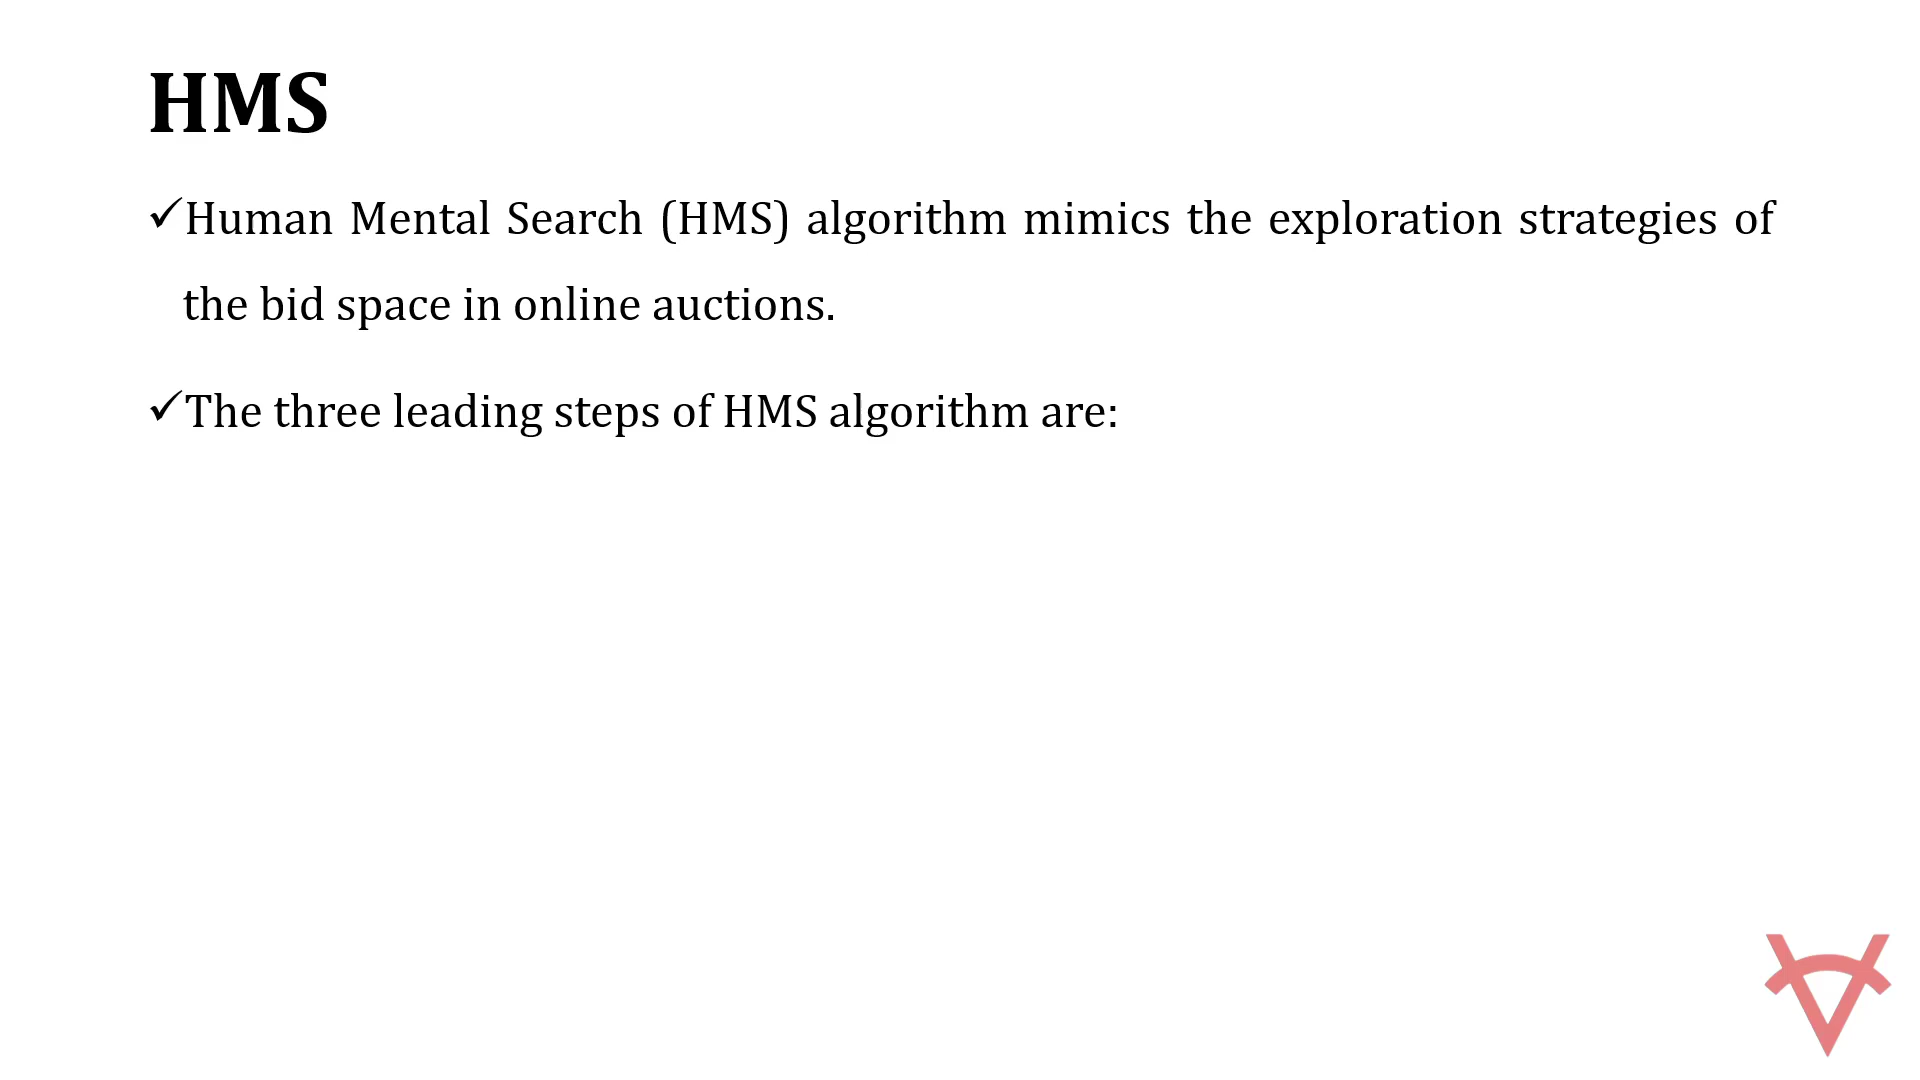 HMS
✓Human Mental Search (HMS) algorithm mimics the exploration strategies of
the bid space in online auctions.
✓The three leading steps of HMS algorithm are: